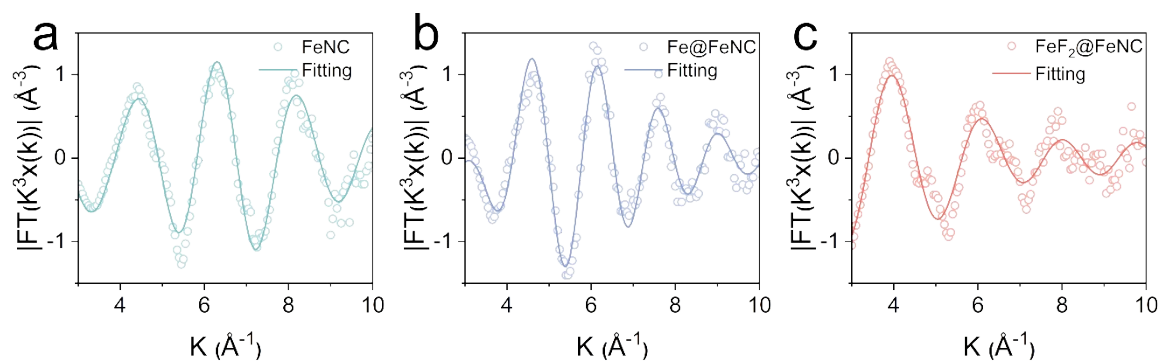 a
FeNC
Fitting
|FT(K³x(k))| (Å⁻³)
1
0
-1
4 6 8 10
K (Å⁻¹)
b
Fe@FeNC
Fitting
|FT(K³x(k))| (Å⁻³)
1
0
-1
4 6 8 10
K (Å⁻¹)
c
FeF₂@FeNC
Fitting
|FT(K³x(k))| (Å⁻³)
1
0
-1
4 6 8 10
K (Å⁻¹)